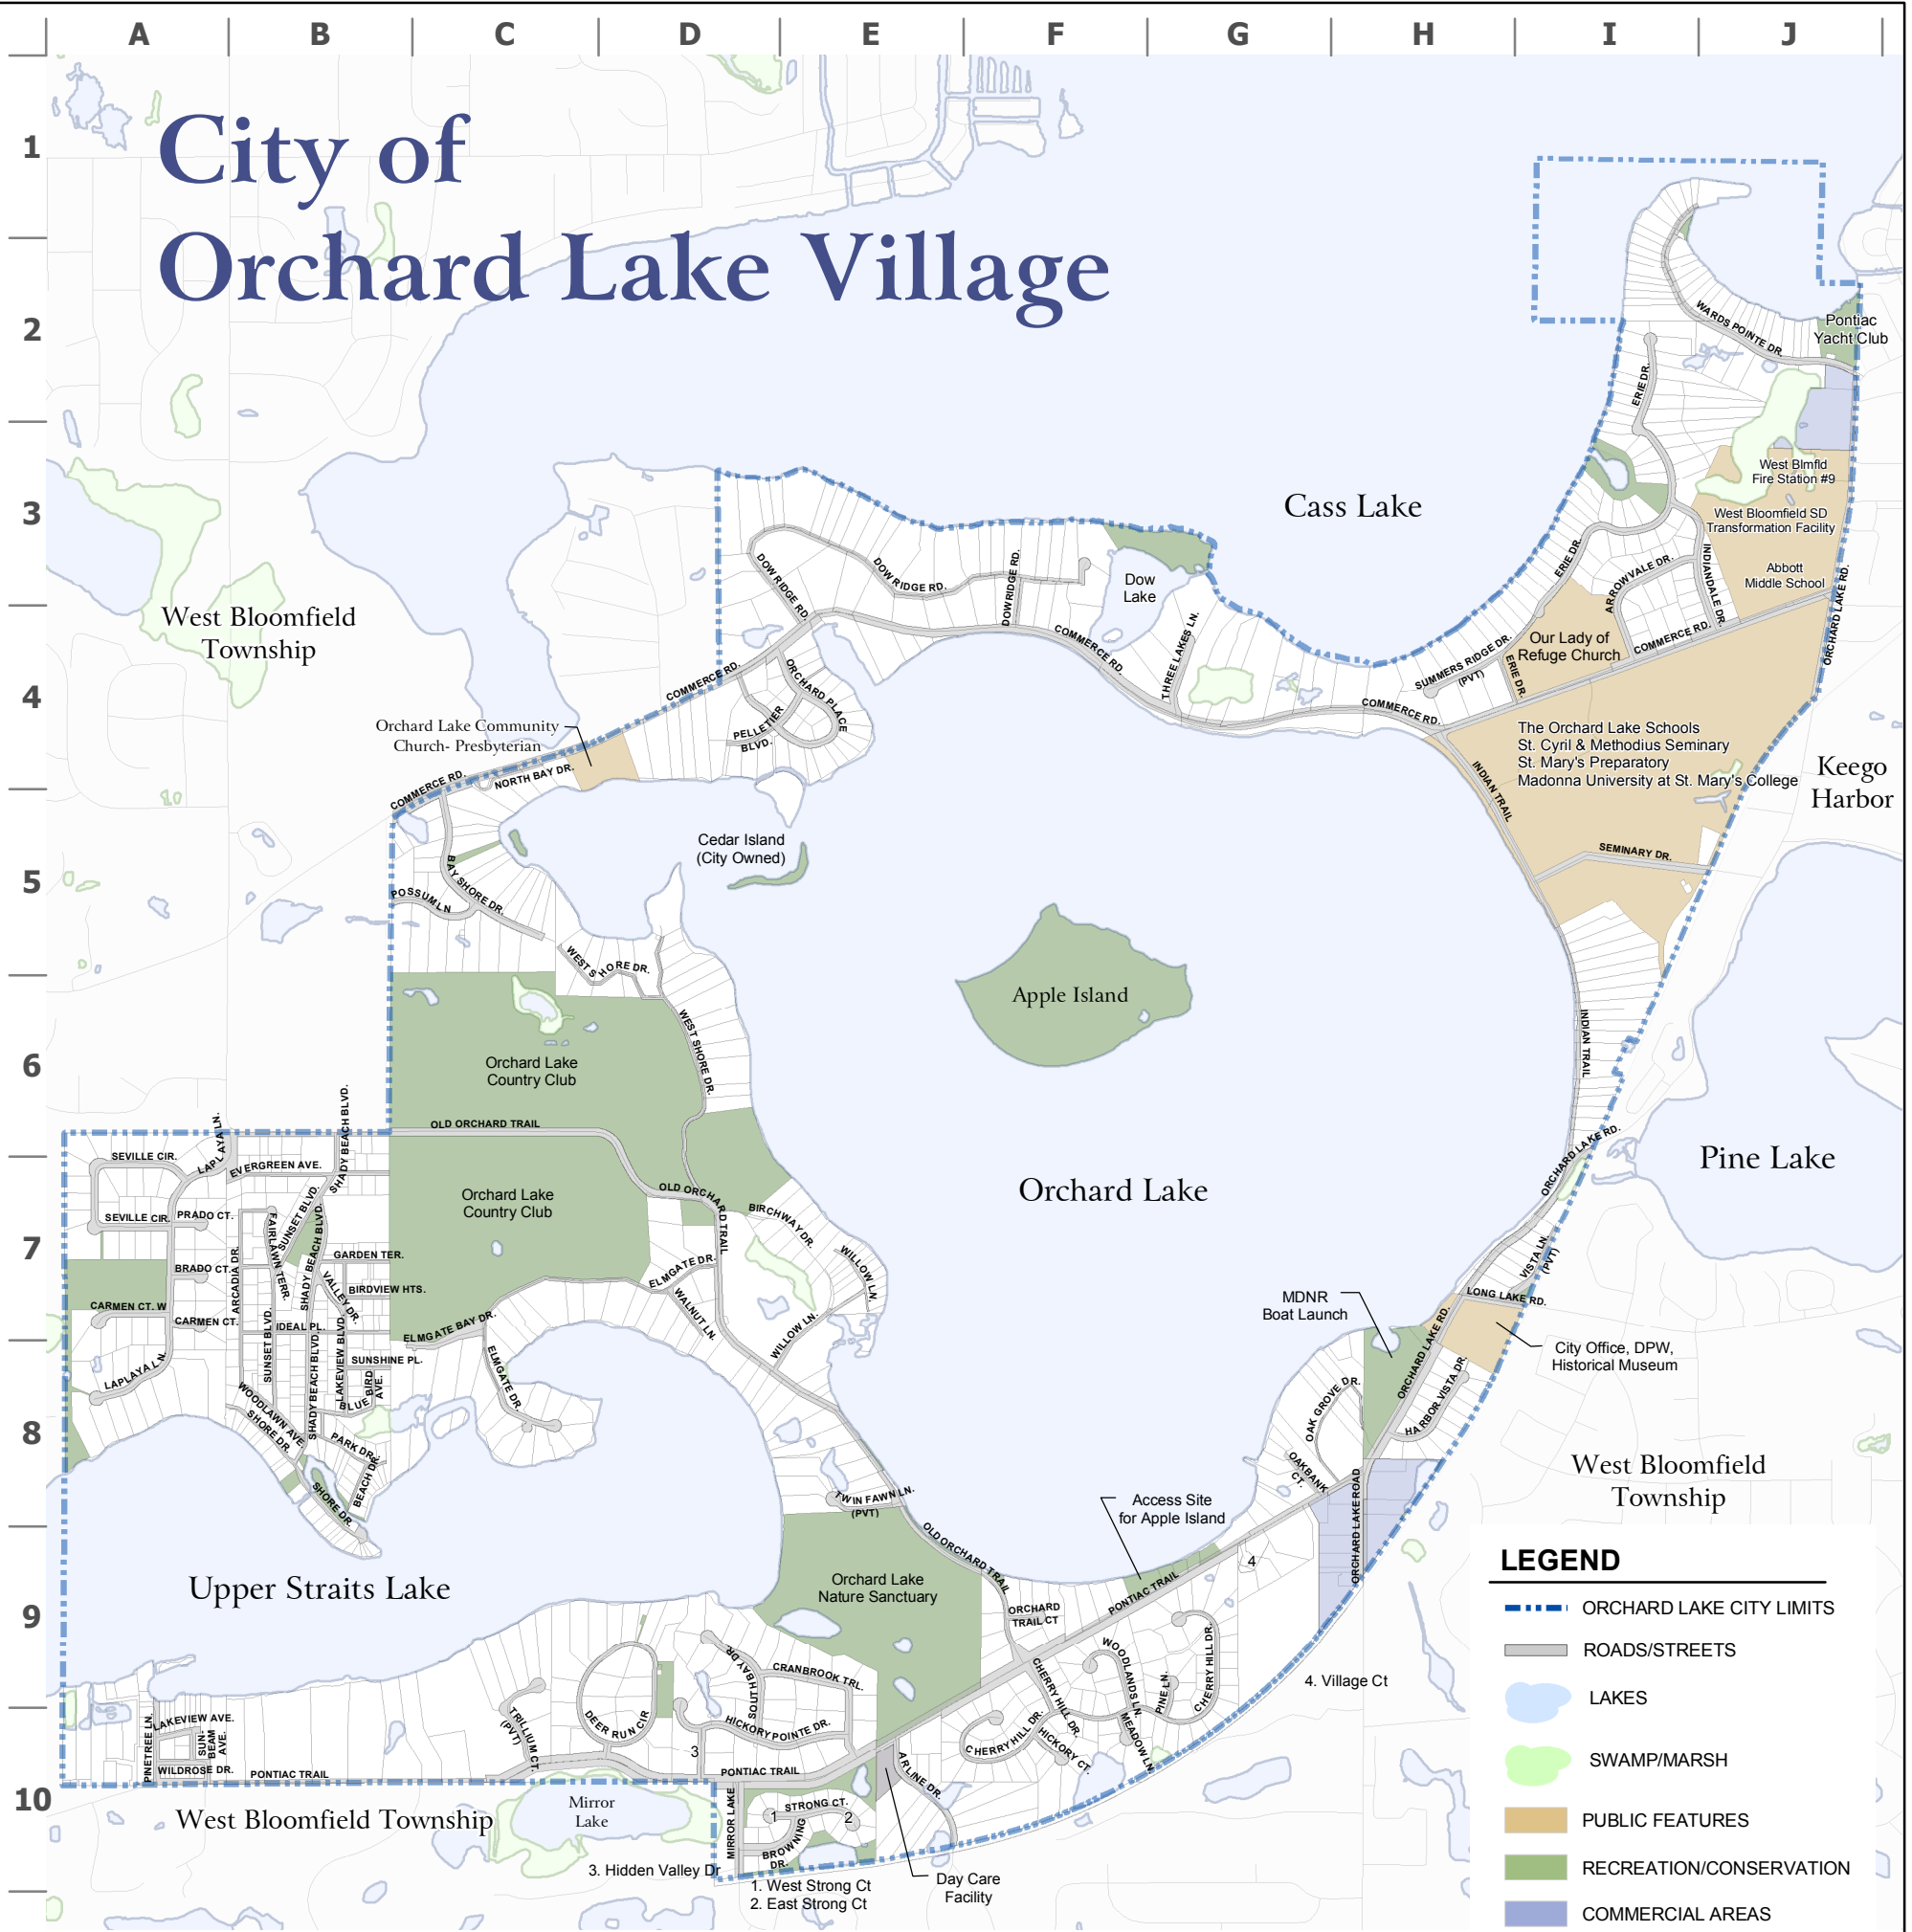 A B C D E F G H I J
1
2
3
4
5
6
7
8
9
10
City of
Orchard Lake Village
WARDS POINTE DR.
Pontiac
Yacht Club
ERIE DR.
West Blmfld
Fire Station #9
West Bloomfield SD
Transformation Facility
Abbott
Middle School
Cass Lake
DOW RIDGE RD.
DOW RIDGE RD.
DOW RIDGE RD.
Dow
Lake
ERIE DR.
ARROWVALE DR.
INDIANDALE DR.
ORCHARD LAKE RD.
West Bloomfield
Township
COMMERCE RD.
ORCHARD PLACE
PELLETIER
BLVD.
COMMERCE RD.
THREE LAKES LN.
SUMMERS RIDGE DR.
(PVT)
ERIE DR.
Our Lady of
Refuge Church
COMMERCE RD.
COMMERCE RD.
Orchard Lake Community
Church- Presbyterian
The Orchard Lake Schools
St. Cyril & Methodius Seminary
St. Mary's Preparatory
Madonna University at St. Mary's College
Keego
Harbor
COMMERCE RD.
NORTH BAY DR.
INDIAN TRAIL
SEMINARY DR.
Cedar Island
(City Owned)
BAY SHORE DR.
POSSUM LN
WEST SHORE DR.
Apple Island
WEST SHORE DR.
INDIAN TRAIL
Orchard Lake
Country Club
OLD ORCHARD TRAIL
SHADY BEACH BLVD.
LAPLAYA LN.
SEVILLE CIR.
EVERGREEN AVE.
ORCHARD LAKE RD.
Pine Lake
Orchard Lake
Orchard Lake
Country Club
OLD ORCHARD TRAIL
BIRCHWAY DR.
WILLOW LN.
SEVILLE CIR.
PRADO CT.
SUNSET BLVD.
FAIRLAWN TERR.
SHADY BEACH BLVD.
GARDEN TER.
BRADO CT.
ARCADIA DR.
VALLEY DR.
BIRDVIEW HTS.
ELMGATE DR.
WALNUT LN.
VISTA LN.
(PVT)
LONG LAKE RD.
MDNR
Boat Launch
CARMEN CT. W
CARMEN CT.
IDEAL PL.
ELMGATE BAY DR.
WILLOW LN.
ORCHARD LAKE RD.
City Office, DPW,
Historical Museum
LAPLAYA LN.
SUNSET BLVD.
SHADY BEACH BLVD.
LAKEVIEW BLVD.
SUNSHINE PL.
BLUE BIRD
AVE.
ELMGATE DR.
OAK GROVE DR.
HARBOR VISTA DR.
WOODLAWN AVE.
SHORE DR.
PARK DR.
BEACH DR.
SHORE DR.
OAKBANK
CT.
West Bloomfield
Township
TWIN FAWN LN.
(PVT)
Access Site
for Apple Island
ORCHARD LAKE ROAD
OLD ORCHARD TRAIL
4
Upper Straits Lake
Orchard Lake
Nature Sanctuary
ORCHARD
TRAIL CT
PONTIAC TRAIL
4. Village Ct
SOUTH BAY DR
CRANBROOK TRL.
WOODLANDS LN.
PINE LN.
CHERRY HILL DR.
CHERRY HILL DR.
CHERRY HILL DR.
HICKORY CT.
MEADOW LN.
PINETREE LN.
LAKEVIEW AVE.
SUN-
BEAM
AVE.
WILDROSE DR.
PONTIAC TRAIL
TRILLIUM CT.
(PVT)
DEER RUN CIR
HICKORY POINTE DR.
3
PONTIAC TRAIL
ARLINE DR.
West Bloomfield Township
Mirror
Lake
MIRROR LAKE
STRONG CT.
1
2
BROWNING
DR.
3. Hidden Valley Dr
1. West Strong Ct
2. East Strong Ct
Day Care
Facility
LEGEND
ORCHARD LAKE CITY LIMITS
ROADS/STREETS
LAKES
SWAMP/MARSH
PUBLIC FEATURES
RECREATION/CONSERVATION
COMMERCIAL AREAS